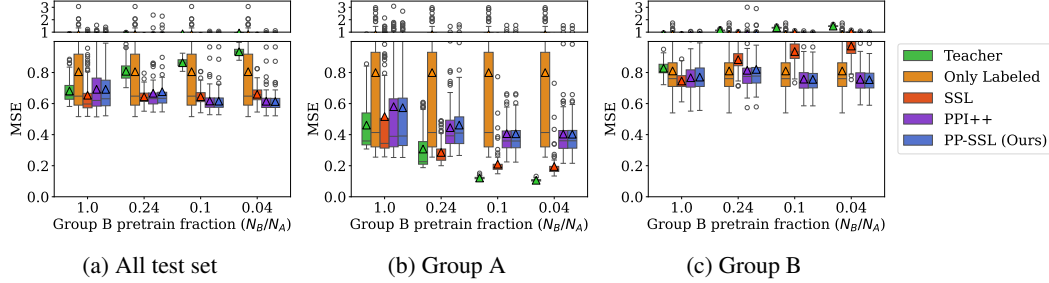 3
2
1
0.8
0.6
0.4
0.2
0.0
MSE
1.0 0.24 0.1 0.04
Group B pretrain fraction (N_B/N_A)
(a) All test set
3
2
1
0.8
0.6
0.4
0.2
0.0
MSE
1.0 0.24 0.1 0.04
Group B pretrain fraction (N_B/N_A)
(b) Group A
3
2
1
0.8
0.6
0.4
0.2
0.0
MSE
1.0 0.24 0.1 0.04
Group B pretrain fraction (N_B/N_A)
(c) Group B
Teacher
Only Labeled
SSL
PPI++
PP-SSL (Ours)